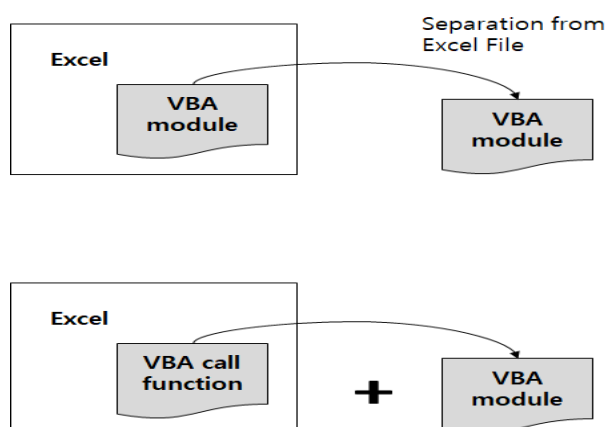 Separation from
Excel File
Excel
VBA
module
VBA
module
Excel
VBA call
function
+
VBA
module